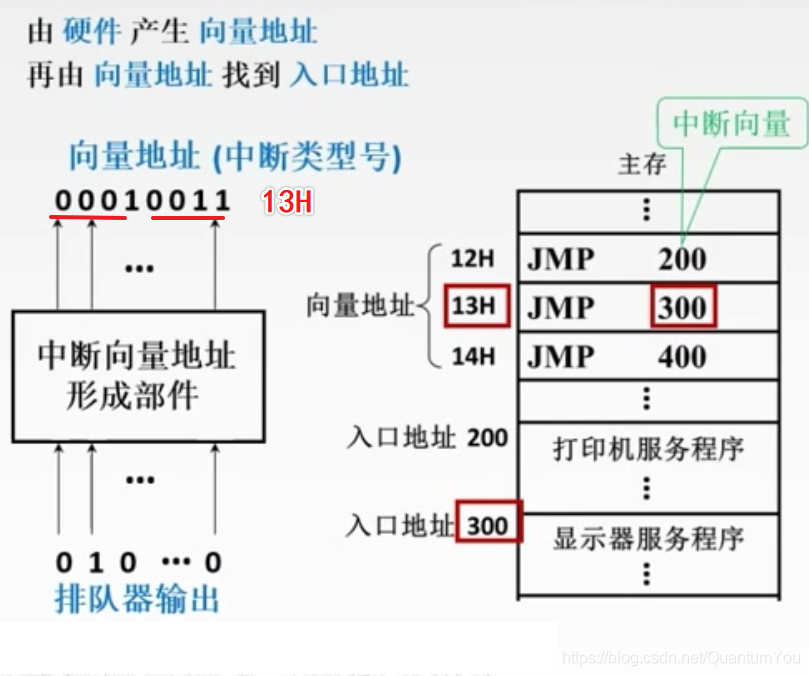 由 硬件 产生 向量地址
再由 向量地址 找到 入口地址
中断向量
向量地址 (中断类型号)
主存
00010011 13H
⋮
...
12H JMP 200
向量地址 13H JMP 300
14H JMP 400
中断向量地址
形成部件
⋮
入口地址 200
打印机服务程序
...
⋮
入口地址 300
显示器服务程序
0 1 0 ... 0
⋮
排队器输出
https://blog.csdn.net/QuantumYou